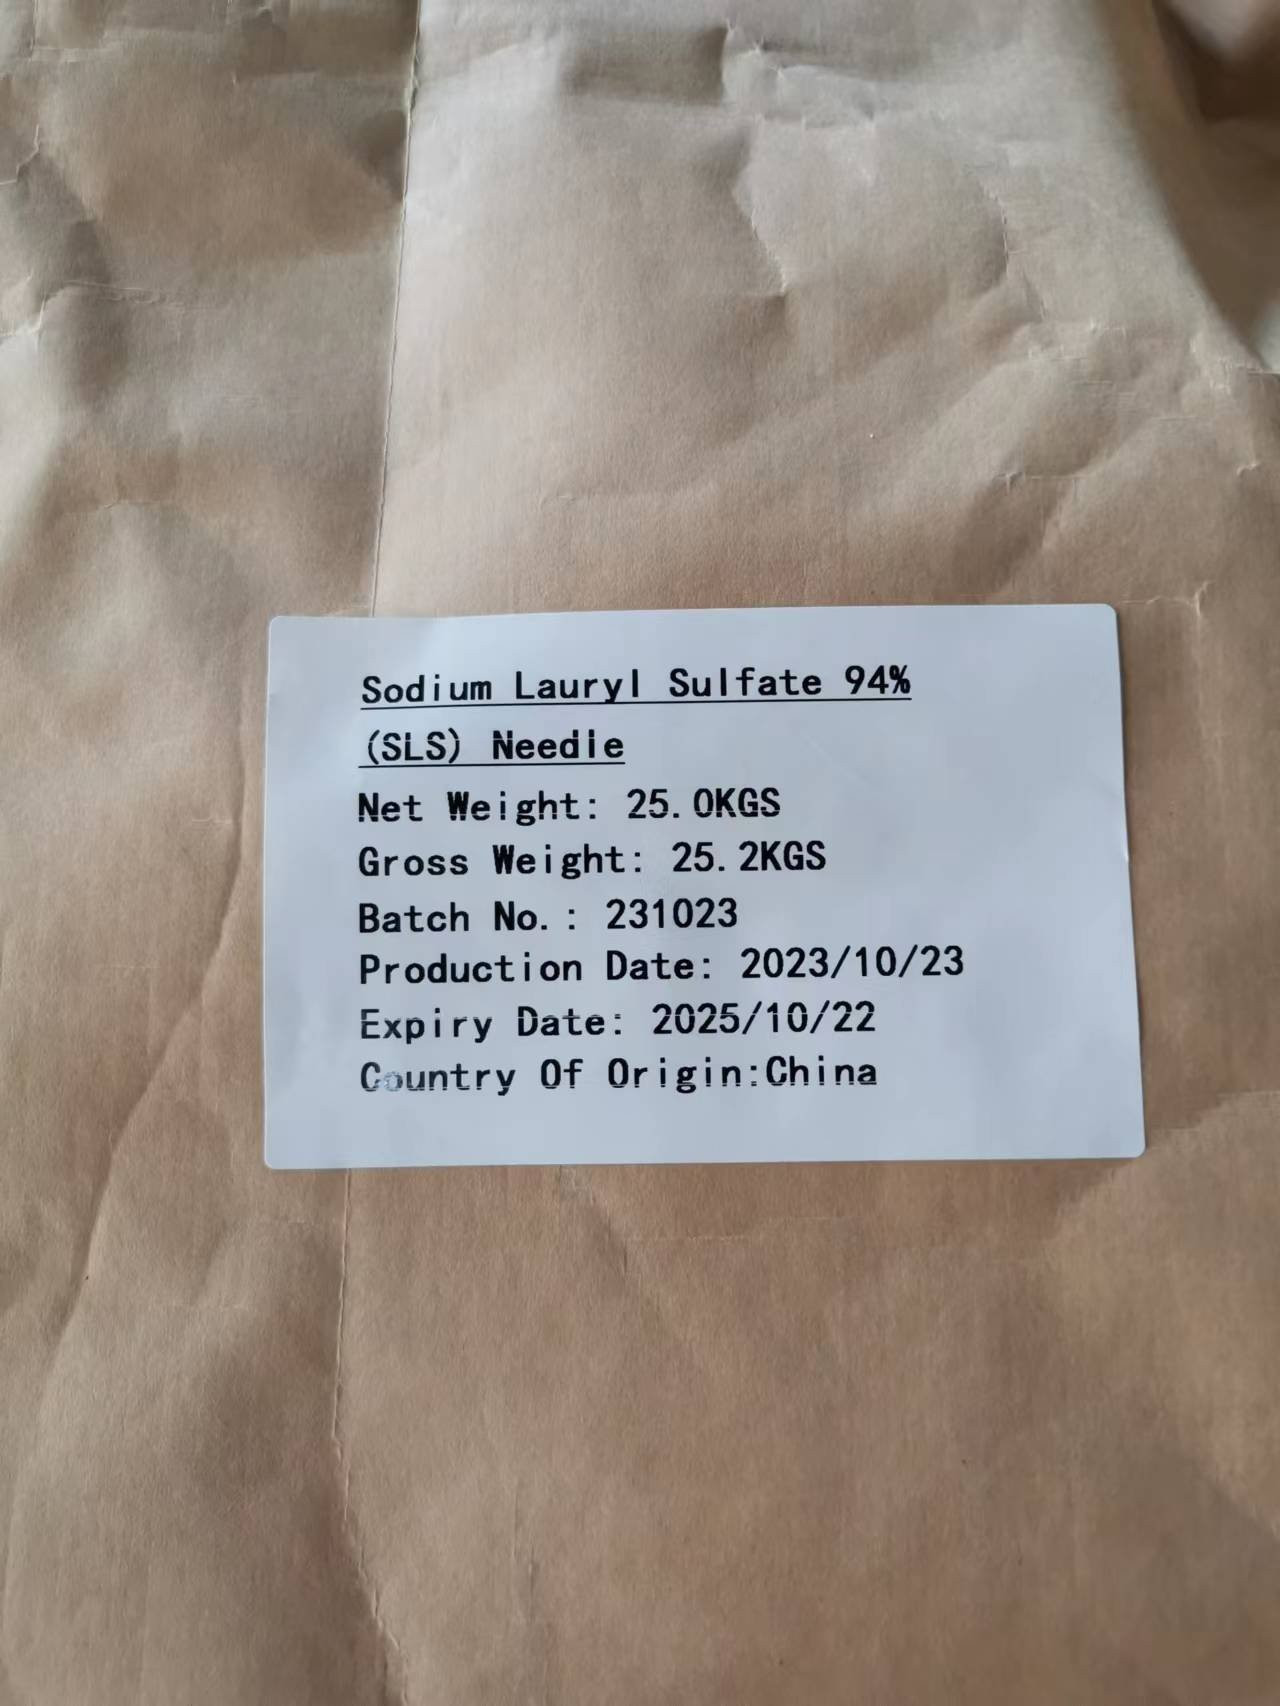 Sodium Lauryl Sulfate 94%
(SLS) Needle
Net Weight: 25.0KGS
Gross Weight: 25.2KGS
Batch No.: 231023
Production Date: 2023/10/23
Expiry Date: 2025/10/22
Country Of Origin:China